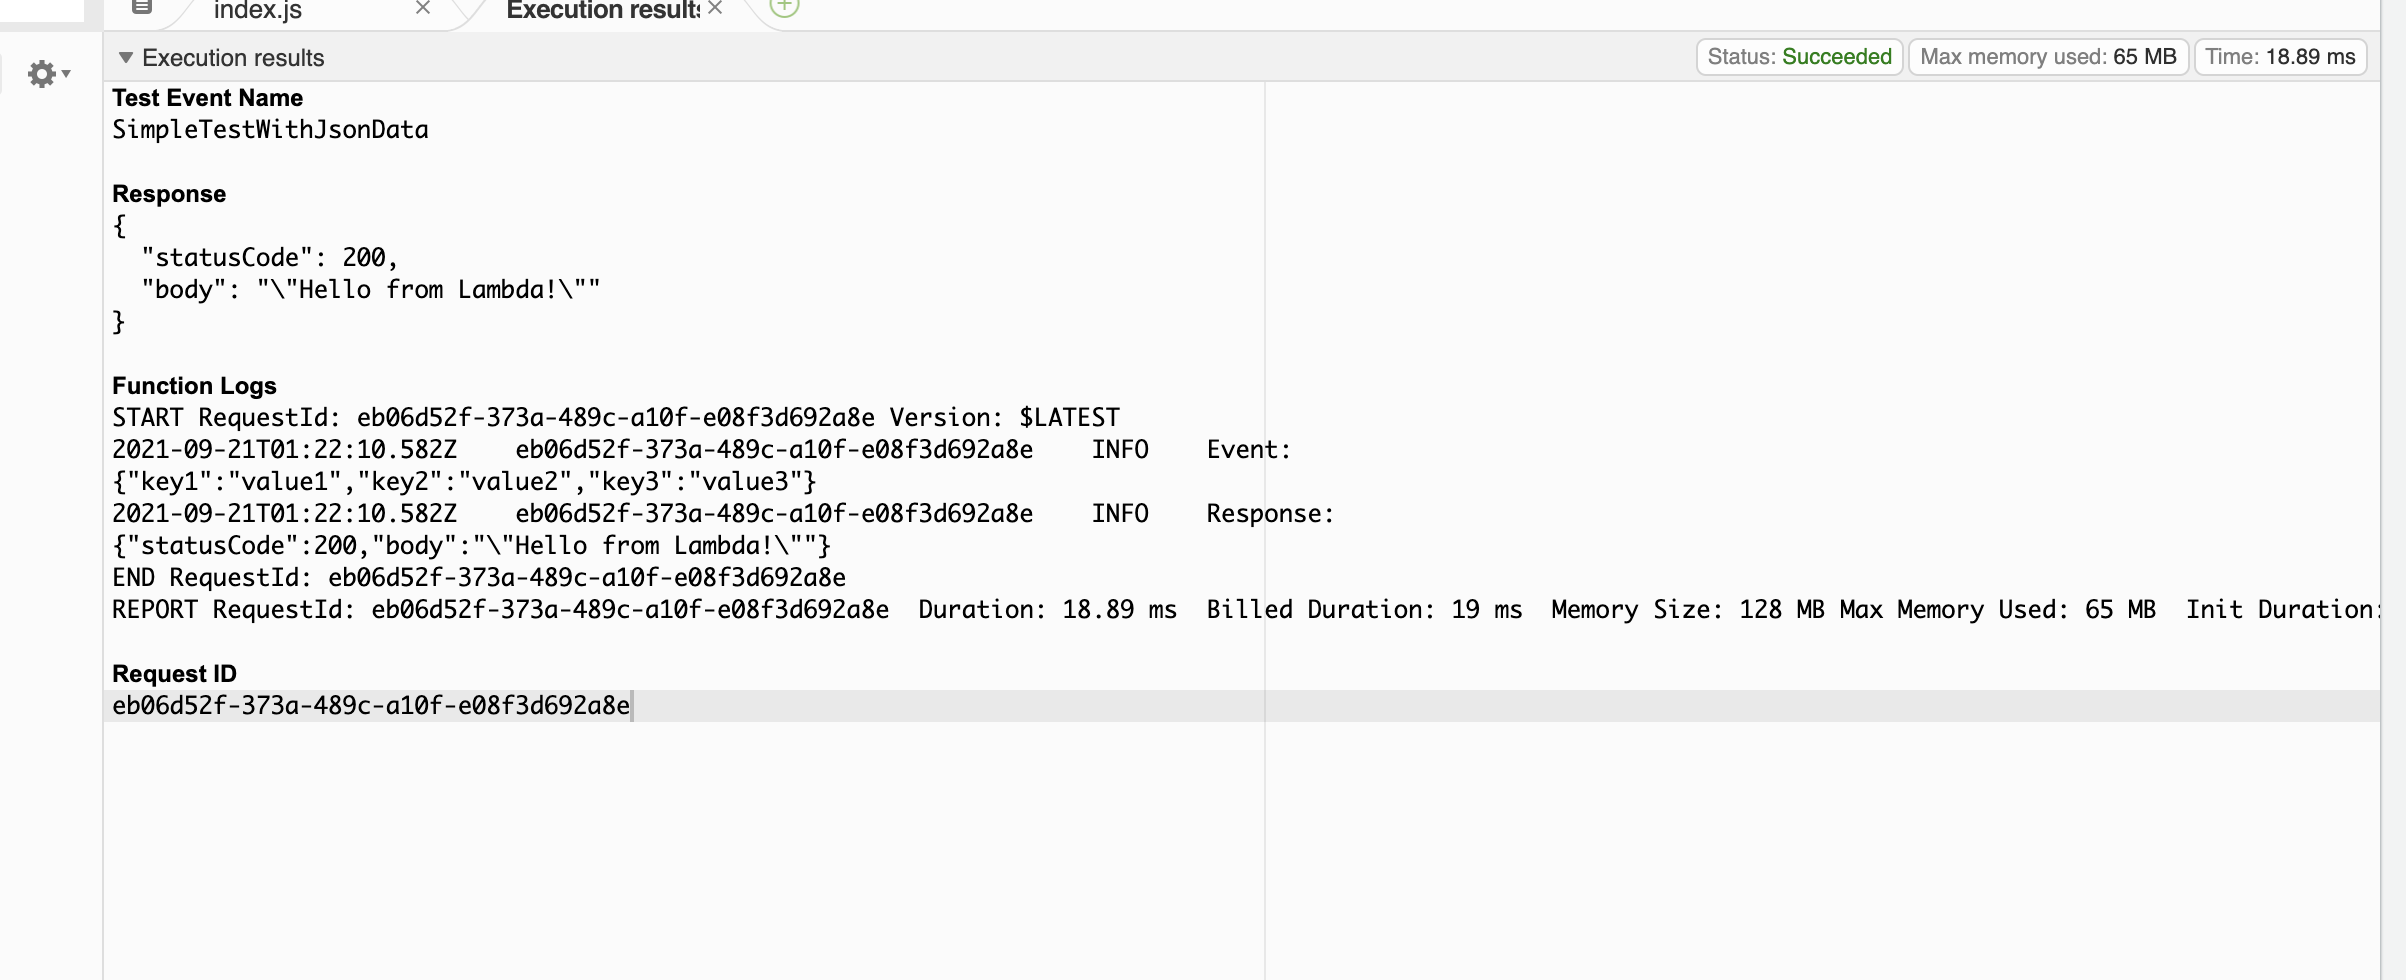 index.js
Execution results
Execution results
Status: Succeeded
Max memory used: 65 MB
Time: 18.89 ms
Test Event Name
SimpleTestWithJsonData
Response
{
  "statusCode": 200,
  "body": "\"Hello from Lambda!\""
}
Function Logs
START RequestId: eb06d52f-373a-489c-a10f-e08f3d692a8e Version: $LATEST
2021-09-21T01:22:10.582Z    eb06d52f-373a-489c-a10f-e08f3d692a8e    INFO    Event:
{"key1":"value1","key2":"value2","key3":"value3"}
2021-09-21T01:22:10.582Z    eb06d52f-373a-489c-a10f-e08f3d692a8e    INFO    Response:
{"statusCode":200,"body":"\"Hello from Lambda!\""}
END RequestId: eb06d52f-373a-489c-a10f-e08f3d692a8e
REPORT RequestId: eb06d52f-373a-489c-a10f-e08f3d692a8e  Duration: 18.89 ms  Billed Duration: 19 ms  Memory Size: 128 MB Max Memory Used: 65 MB  Init Duration:
Request ID
eb06d52f-373a-489c-a10f-e08f3d692a8e